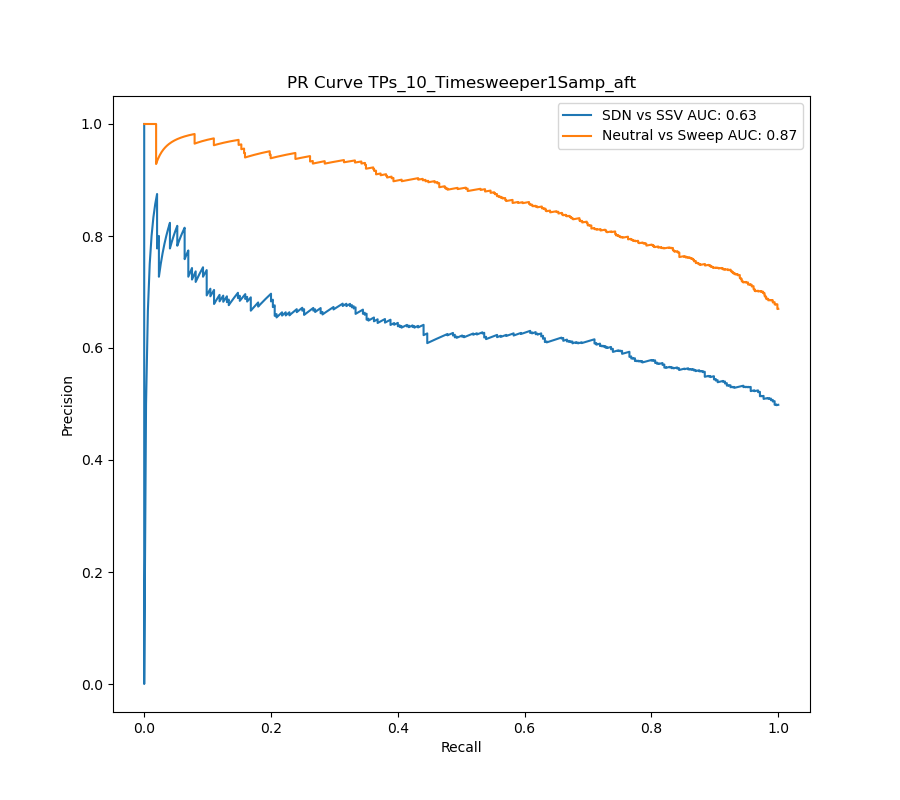 PR Curve TPs_10_Timesweeper1Samp_aft
SDN vs SSV AUC: 0.63
Neutral vs Sweep AUC: 0.87
1.0
0.8
0.6
0.4
0.2
0.0
Precision
0.0 0.2 0.4 0.6 0.8 1.0
Recall